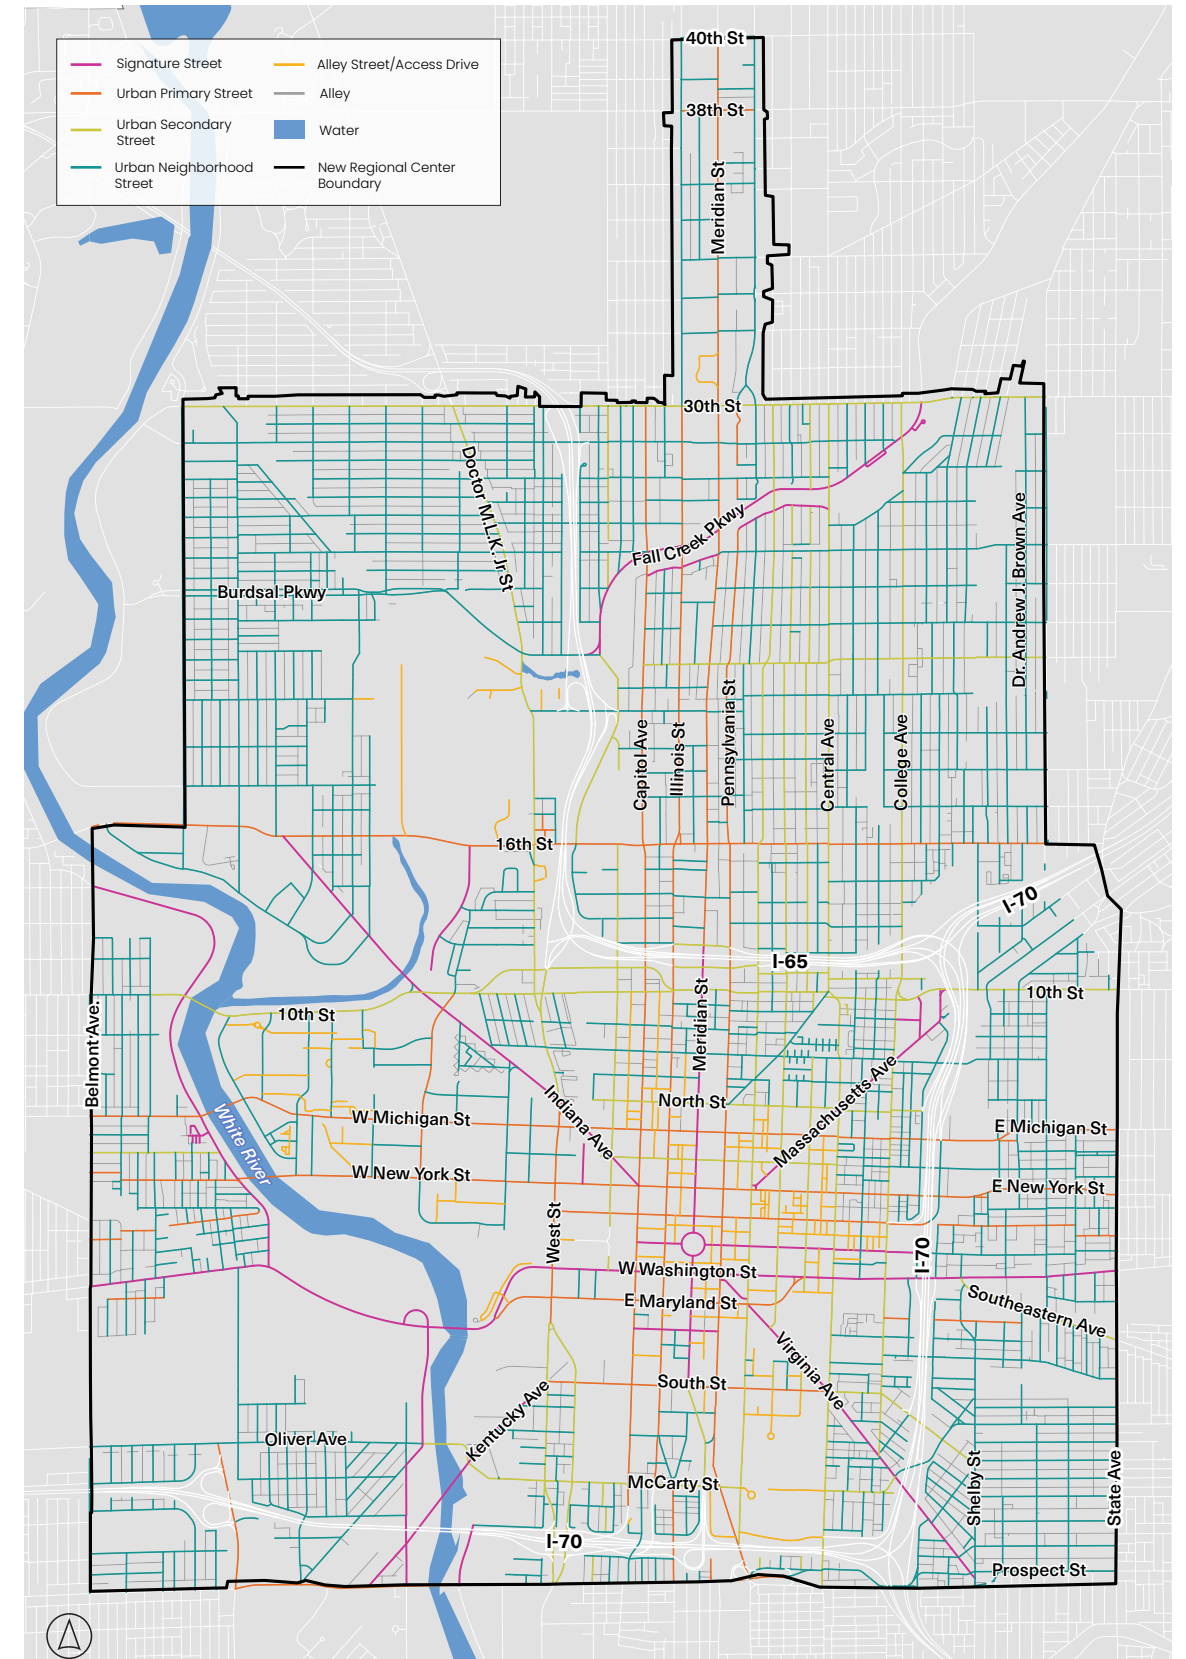 Signature Street
Urban Primary Street
Urban Secondary
Street
Urban Neighborhood
Street
Alley Street/Access Drive
Alley
Water
New Regional Center
Boundary
40th St
38th St
Meridian St
30th St
Doctor M.L.K. Jr St
Fall Creek Pkwy
Dr. Andrew J. Brown Ave
Burdsal Pkwy
Capitol Ave
Illinois St
Pennsylvania St
Central Ave
College Ave
16th St
I-70
I-65
10th St
10th St
Meridian St
Belmont Ave.
White River
W Michigan St
Indiana Ave
North St
Massachusetts Ave
E Michigan St
W New York St
E New York St
West St
I-70
W Washington St
E Maryland St
Southeastern Ave
Virginia Ave
South St
Kentucky Ave
Oliver Ave
McCarty St
Shelby St
State Ave
I-70
Prospect St